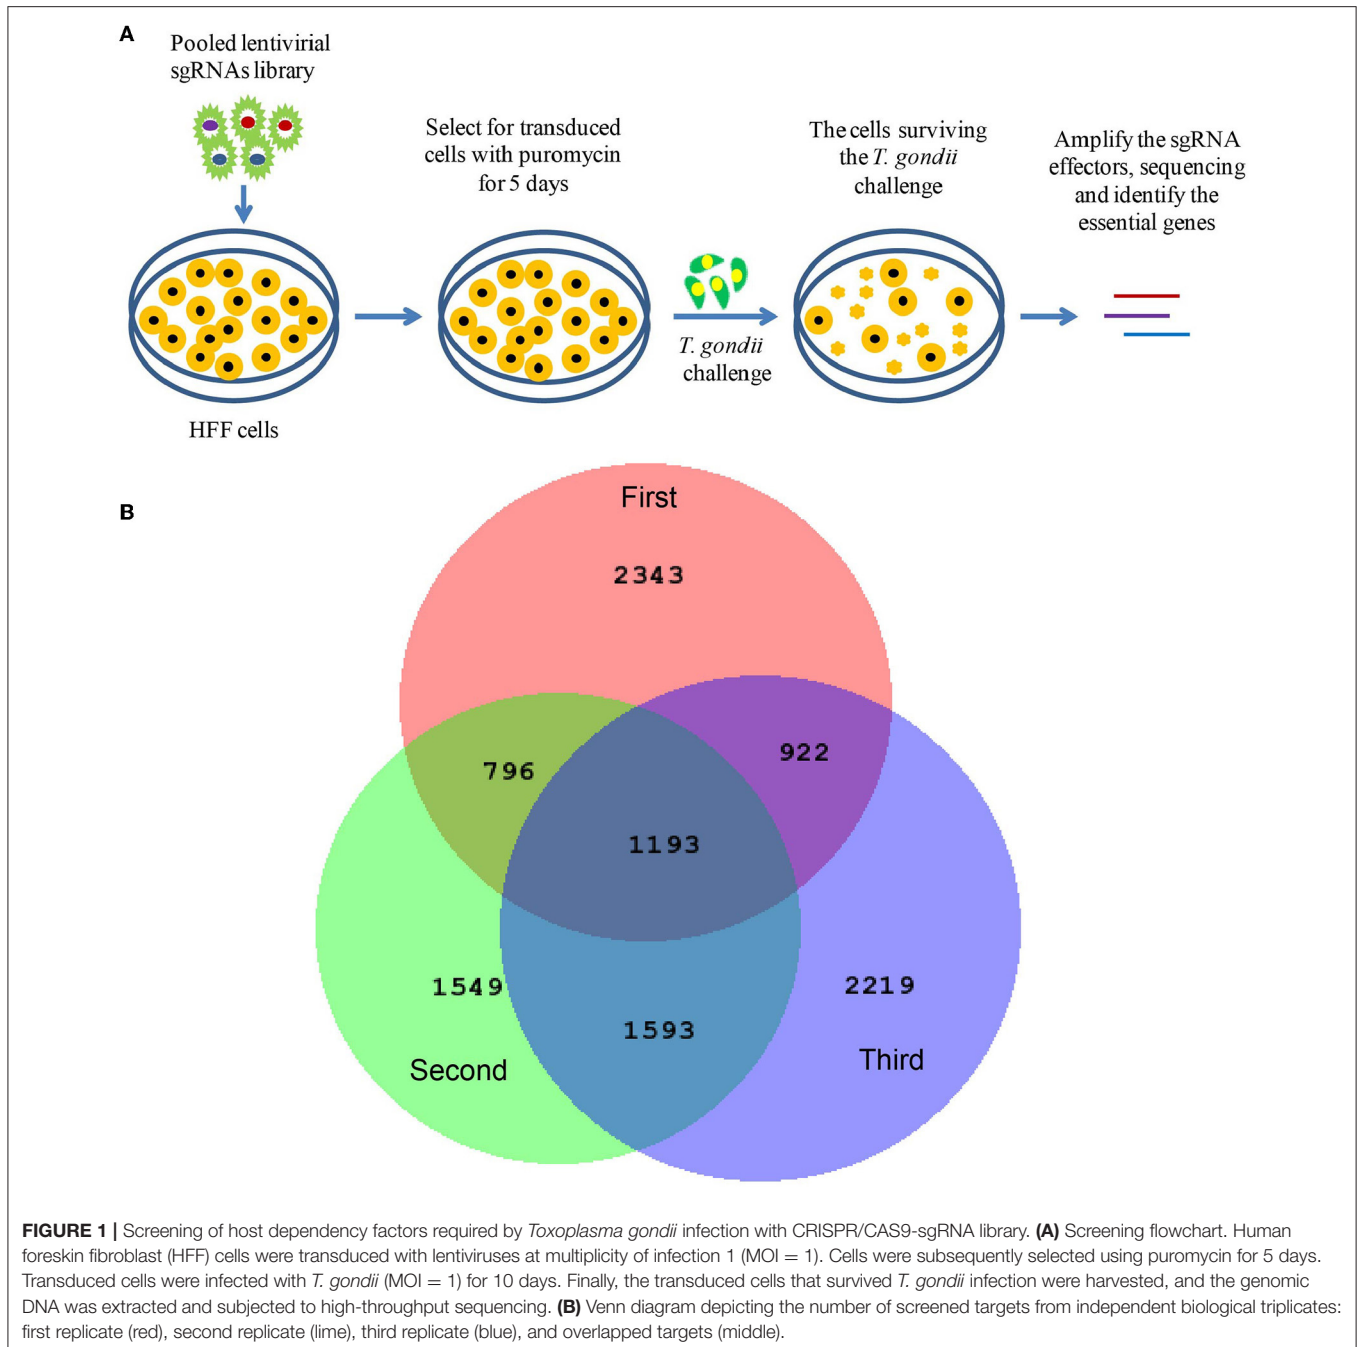 A
Pooled lentivirial
sgRNAs library
Select for transduced
cells with puromycin
for 5 days
The cells surviving
the T. gondii
challenge
Amplify the sgRNA
effectors, sequencing
and identify the
essential genes
T. gondii
challenge
HFF cells
B
First
2343
796
922
1193
1549
2219
1593
Second
Third
FIGURE 1 | Screening of host dependency factors required by Toxoplasma gondii infection with CRISPR/CAS9-sgRNA library. (A) Screening flowchart. Human
foreskin fibroblast (HFF) cells were transduced with lentiviruses at multiplicity of infection 1 (MOI = 1). Cells were subsequently selected using puromycin for 5 days.
Transduced cells were infected with T. gondii (MOI = 1) for 10 days. Finally, the transduced cells that survived T. gondii infection were harvested, and the genomic
DNA was extracted and subjected to high-throughput sequencing. (B) Venn diagram depicting the number of screened targets from independent biological triplicates:
first replicate (red), second replicate (lime), third replicate (blue), and overlapped targets (middle).